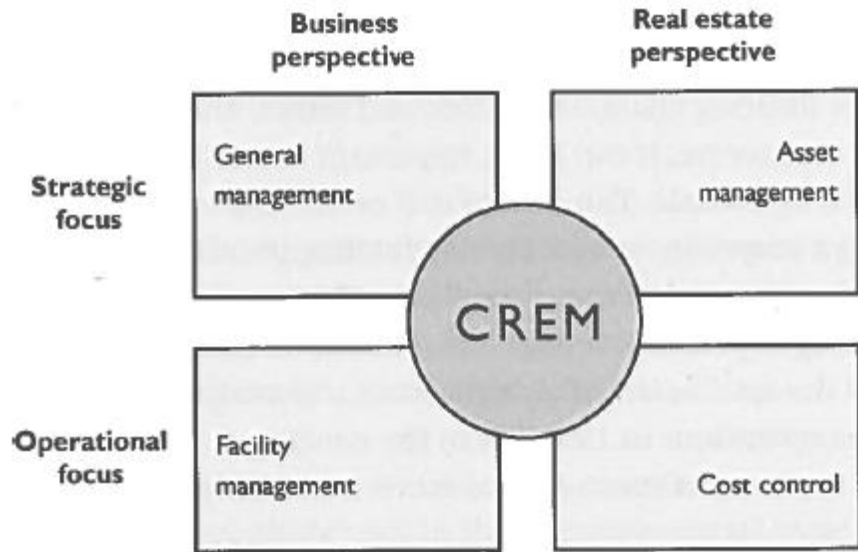 Business
perspective
Real estate
perspective
Strategic
focus
General
management
Asset
management
CREM
Operational
focus
Facility
management
Cost control